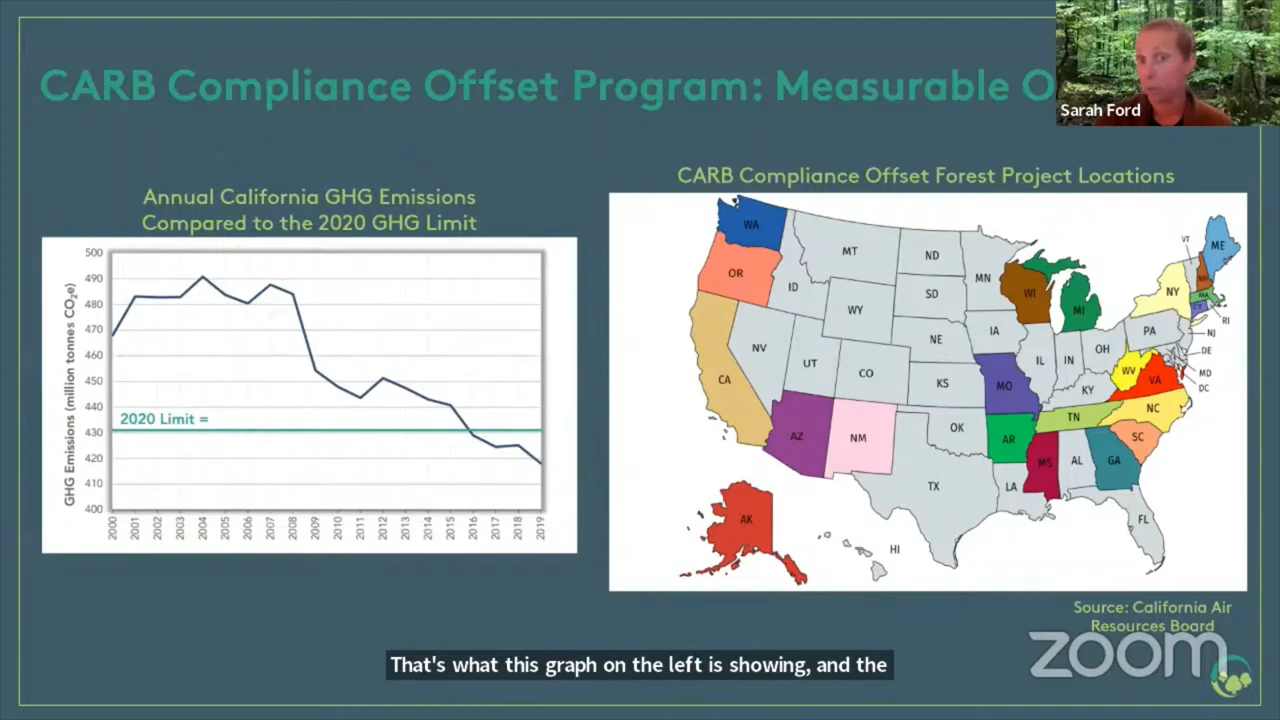 CARB Compliance Offset Program: Measurable O
Sarah Ford
Annual California GHG Emissions
Compared to the 2020 GHG Limit
GHG Emissions (million tonnes CO₂e)
500
490
480
470
460
450
440
430
420
410
400
2020 Limit =
2000
2001
2002
2003
2004
2005
2006
2007
2008
2009
2010
2011
2012
2013
2014
2015
2016
2017
2018
2019
CARB Compliance Offset Forest Project Locations
WA
OR
CA
NV
ID
MT
WY
UT
AZ
CO
NM
ND
SD
NE
KS
OK
TX
MN
IA
MO
AR
LA
WI
IL
MS
MI
IN
KY
TN
AL
OH
WV
VA
NC
SC
GA
FL
PA
NY
VT
ME
MA
CT
RI
NJ
DE
MD
DC
AK
HI
Source: California Air
Resources Board
zoom
That's what this graph on the left is showing, and the